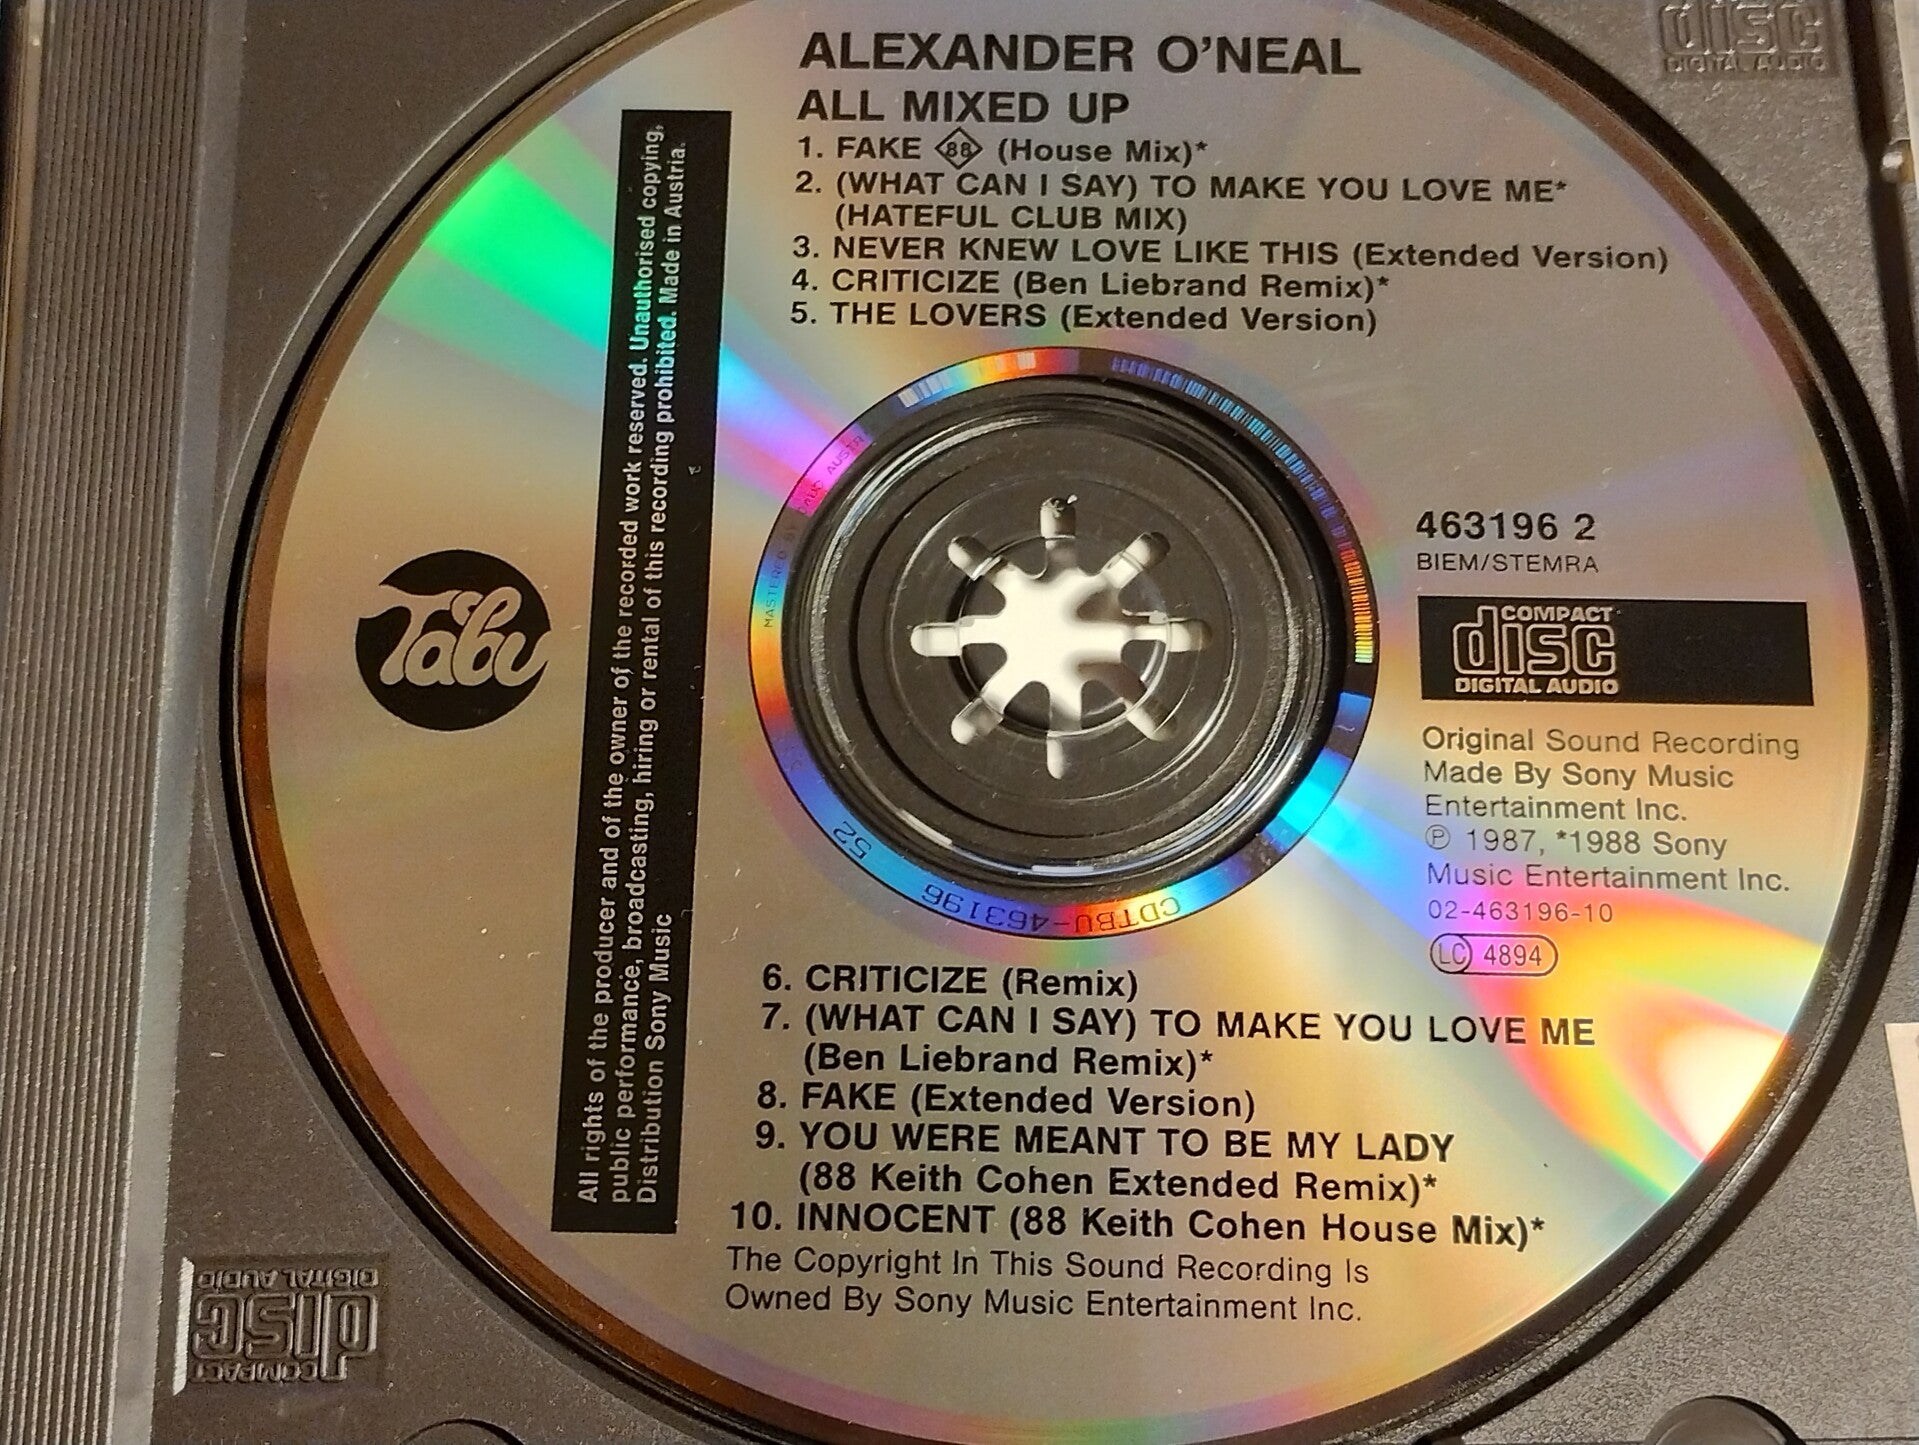 ALEXANDER O'NEAL
ALL MIXED UP
1. FAKE 88 (House Mix)*
2. (WHAT CAN I SAY) TO MAKE YOU LOVE ME*
(HATEFUL CLUB MIX)
3. NEVER KNEW LOVE LIKE THIS (Extended Version)
4. CRITICIZE (Ben Liebrand Remix)*
5. THE LOVERS (Extended Version)
All rights of the producer and of the owner of the recorded work reserved. Unauthorised copying,
public performance, broadcasting, hiring or rental of this recording prohibited. Made in Austria.
Distribution Sony Music
Tabu
463196 2
BIEM/STEMRA
COMPACT
disc
DIGITAL AUDIO
Original Sound Recording
Made By Sony Music
Entertainment Inc.
℗ 1987, *1988 Sony
Music Entertainment Inc.
02-463196-10
LC 4894
MASTERED BY
CDTBU-463196
52
6. CRITICIZE (Remix)
7. (WHAT CAN I SAY) TO MAKE YOU LOVE ME
(Ben Liebrand Remix)*
8. FAKE (Extended Version)
9. YOU WERE MEANT TO BE MY LADY
(88 Keith Cohen Extended Remix)*
10. INNOCENT (88 Keith Cohen House Mix)*
The Copyright In This Sound Recording Is
Owned By Sony Music Entertainment Inc.
disc
DIGITAL AUDIO
COMPACT
disc
DIGITAL AUDIO